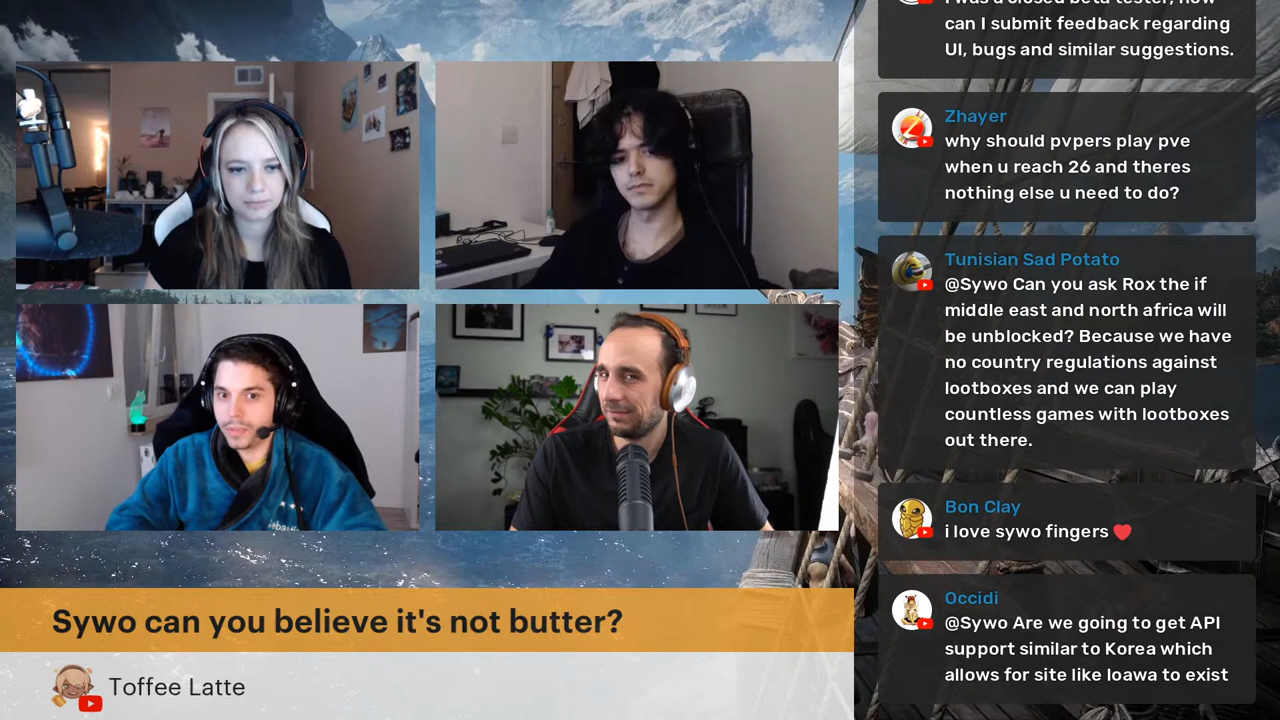 can I submit feedback regarding
UI, bugs and similar suggestions.
Zhayer
why should pvpers play pve
when u reach 26 and theres
nothing else u need to do?
Tunisian Sad Potato
@Sywo Can you ask Rox the if
middle east and north africa will
be unblocked? Because we have
no country regulations against
lootboxes and we can play
countless games with lootboxes
out there.
Bon Clay
i love sywo fingers
Occidi
@Sywo Are we going to get API
support similar to Korea which
allows for site like loawa to exist
Sywo can you believe it's not butter?
Toffee Latte